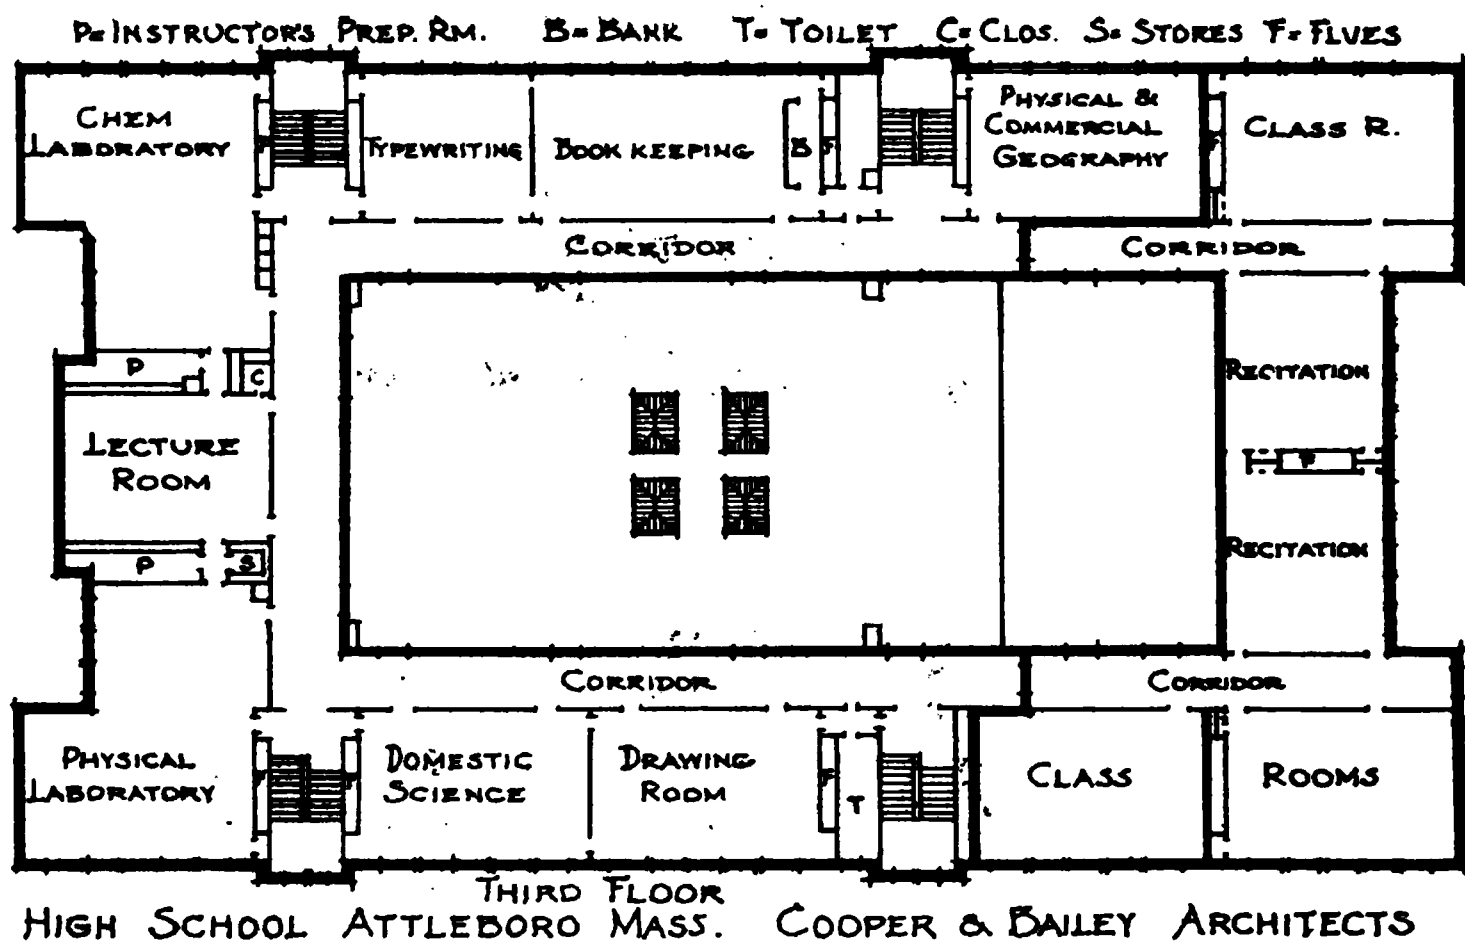 P= INSTRUCTOR'S PREP. RM. B= BANK T= TOILET C= CLOS. S= STORES F= FLUES
CHEM
LABORATORY
F
TYPEWRITING
BOOK KEEPING
B
F
PHYSICAL &
COMMERCIAL
GEOGRAPHY
F
CLASS R.
CORRIDOR
CORRIDOR
P
C
RECITATION
LECTURE
ROOM
F
P
S
RECITATION
CORRIDOR
CORRIDOR
PHYSICAL
LABORATORY
F
F
DOMESTIC
SCIENCE
DRAWING
ROOM
F
T
CLASS
ROOMS
THIRD FLOOR
HIGH SCHOOL ATTLEBORO MASS. COOPER & BAILEY ARCHITECTS